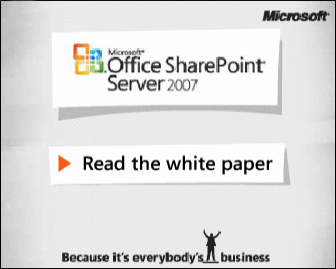 Microsoft®
Microsoft®
Office SharePoint®
Server 2007
Read the white paper
Because it's everybody's business